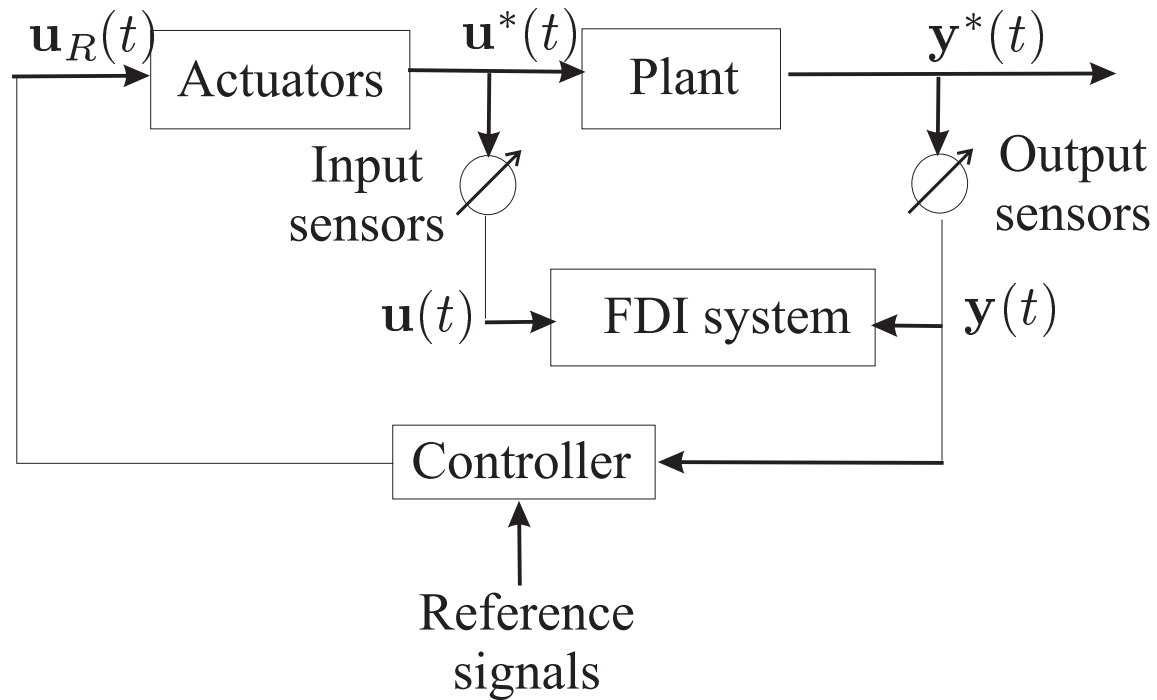 𝐮_R(t)
𝐮*(t)
𝐲*(t)
Actuators
Plant
Input
sensors
Output
sensors
𝐮(t)
FDI system
𝐲(t)
Controller
Reference
signals